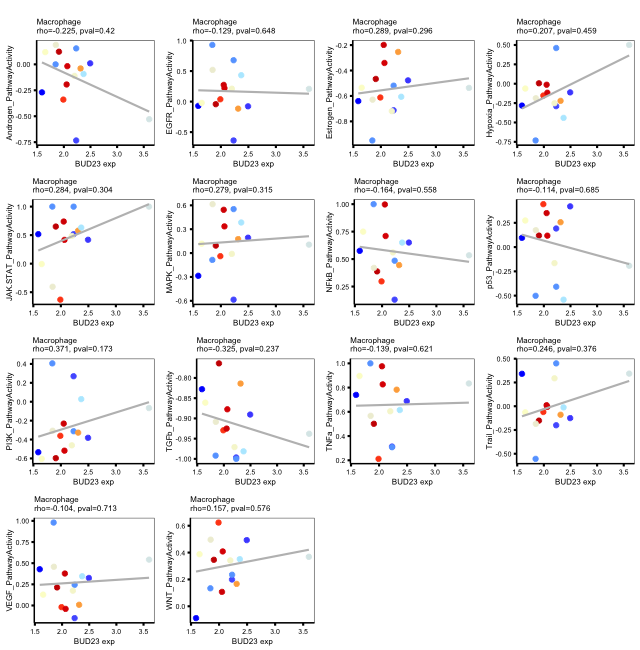 Macrophage
rho=-0.225, pval=0.42
Androgen_PathwayActivity
0.00
-0.25
-0.50
-0.75
1.5 2.0 2.5 3.0 3.5
BUD23 exp
Macrophage
rho=-0.129, pval=0.648
EGFR_PathwayActivity
1.0
0.5
0.0
-0.5
1.5 2.0 2.5 3.0 3.5
BUD23 exp
Macrophage
rho=0.289, pval=0.296
Estrogen_PathwayActivity
-0.2
-0.4
-0.6
-0.8
1.5 2.0 2.5 3.0 3.5
BUD23 exp
Macrophage
rho=0.207, pval=0.459
Hypoxia_PathwayActivity
0.50
0.25
0.00
-0.25
-0.50
-0.75
1.5 2.0 2.5 3.0 3.5
BUD23 exp
Macrophage
rho=0.284, pval=0.304
JAK-STAT_PathwayActivity
1.0
0.5
0.0
-0.5
1.5 2.0 2.5 3.0 3.5
BUD23 exp
Macrophage
rho=0.279, pval=0.315
MAPK_PathwayActivity
0.6
0.3
0.0
-0.3
-0.6
1.5 2.0 2.5 3.0 3.5
BUD23 exp
Macrophage
rho=-0.164, pval=0.558
NFkB_PathwayActivity
1.00
0.75
0.50
0.25
1.5 2.0 2.5 3.0 3.5
BUD23 exp
Macrophage
rho=-0.114, pval=0.685
p53_PathwayActivity
0.25
0.00
-0.25
-0.50
1.5 2.0 2.5 3.0 3.5
BUD23 exp
Macrophage
rho=0.371, pval=0.173
PI3K_PathwayActivity
0.4
0.2
0.0
-0.2
-0.4
-0.6
1.5 2.0 2.5 3.0 3.5
BUD23 exp
Macrophage
rho=-0.325, pval=0.237
TGFb_PathwayActivity
-0.80
-0.85
-0.90
-0.95
-1.00
1.5 2.0 2.5 3.0 3.5
BUD23 exp
Macrophage
rho=-0.139, pval=0.621
TNFa_PathwayActivity
1.0
0.8
0.6
0.4
0.2
1.5 2.0 2.5 3.0 3.5
BUD23 exp
Macrophage
rho=0.246, pval=0.376
Trail_PathwayActivity
0.50
0.25
0.00
-0.25
-0.50
1.5 2.0 2.5 3.0 3.5
BUD23 exp
Macrophage
rho=-0.104, pval=0.713
VEGF_PathwayActivity
1.00
0.75
0.50
0.25
0.00
1.5 2.0 2.5 3.0 3.5
BUD23 exp
Macrophage
rho=0.157, pval=0.576
WNT_PathwayActivity
0.6
0.4
0.2
0.0
1.5 2.0 2.5 3.0 3.5
BUD23 exp